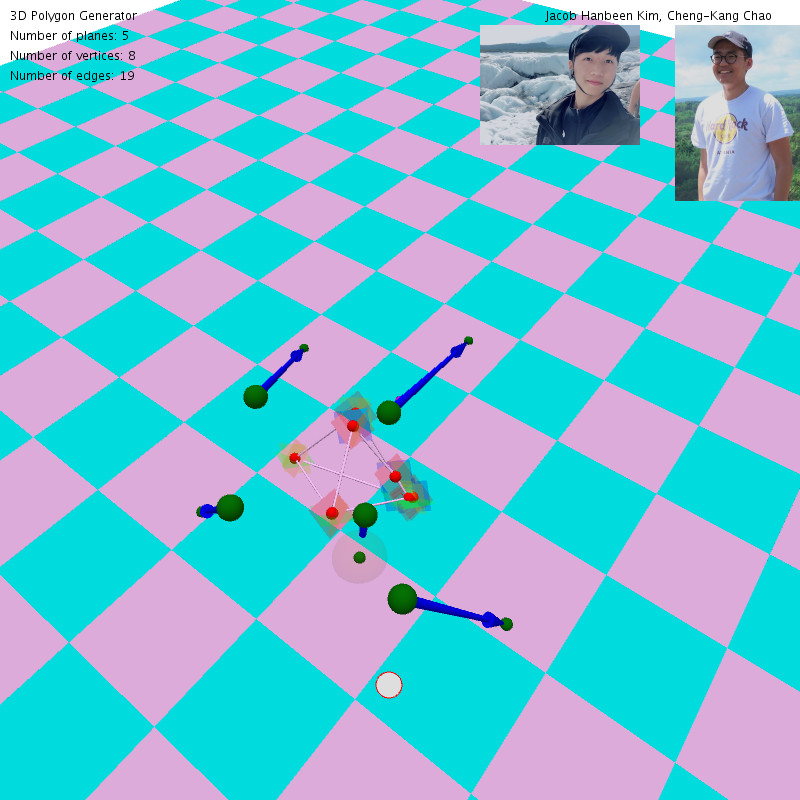 3D Polygon Generator
Jacob Hanbeen Kim, Cheng-Kang Chao
Number of planes: 5
Number of vertices: 8
Number of edges: 19